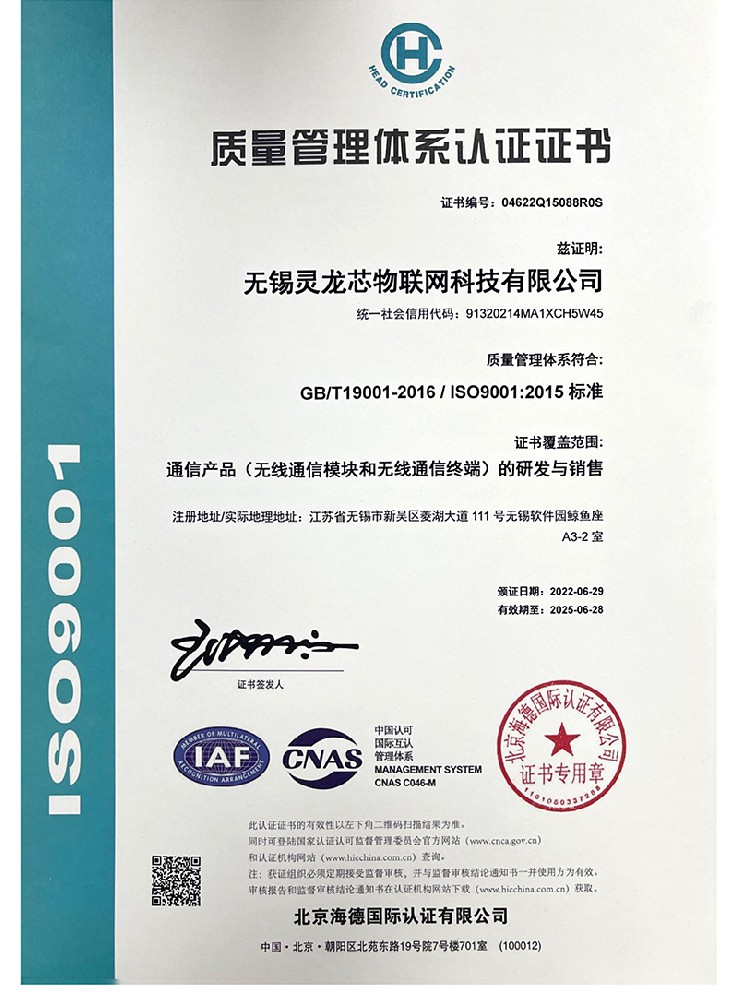 HEAD CERTIFICATION
质量管理体系认证证书
证书编号：04622Q15088R0S
兹证明:
无锡灵龙芯物联网科技有限公司
统一社会信用代码：91320214MA1XCH5W45
质量管理体系符合:
GB/T19001-2016 / ISO9001:2015 标准
证书覆盖范围:
通信产品（无线通信模块和无线通信终端）的研发与销售
注册地址/实际地理地址：江苏省无锡市新吴区菱湖大道 111 号无锡软件园鲸鱼座
A3-2 室
颁证日期：2022-06-29
有效期至：2025-06-28
ISO9001
证书签发人
MEMBER OF MULTILATERAL
IAF
RECOGNITION ARRANGEMENT
CNAS
中国认可
国际互认
管理体系
MANAGEMENT SYSTEM
CNAS C046-M
北京海德国际认证有限公司
证书专用章
此认证证书的有效性以左下角二维码扫描结果为准。
同时可登陆国家认证认可监督管理委员会官方网站（www.cnca.gov.cn）
和认证机构网站（www.hicchina.com.cn）查询。
注：获证组织必须定期接受监督审核，并与监督审核结论通知书一并使用方为有效，
审核报告和监督审核结论通知书在认证机构网站下载（www.hicchina.com.cn）获取。
北京海德国际认证有限公司
中国·北京·朝阳区北苑东路19号院7号楼701室 （100012）